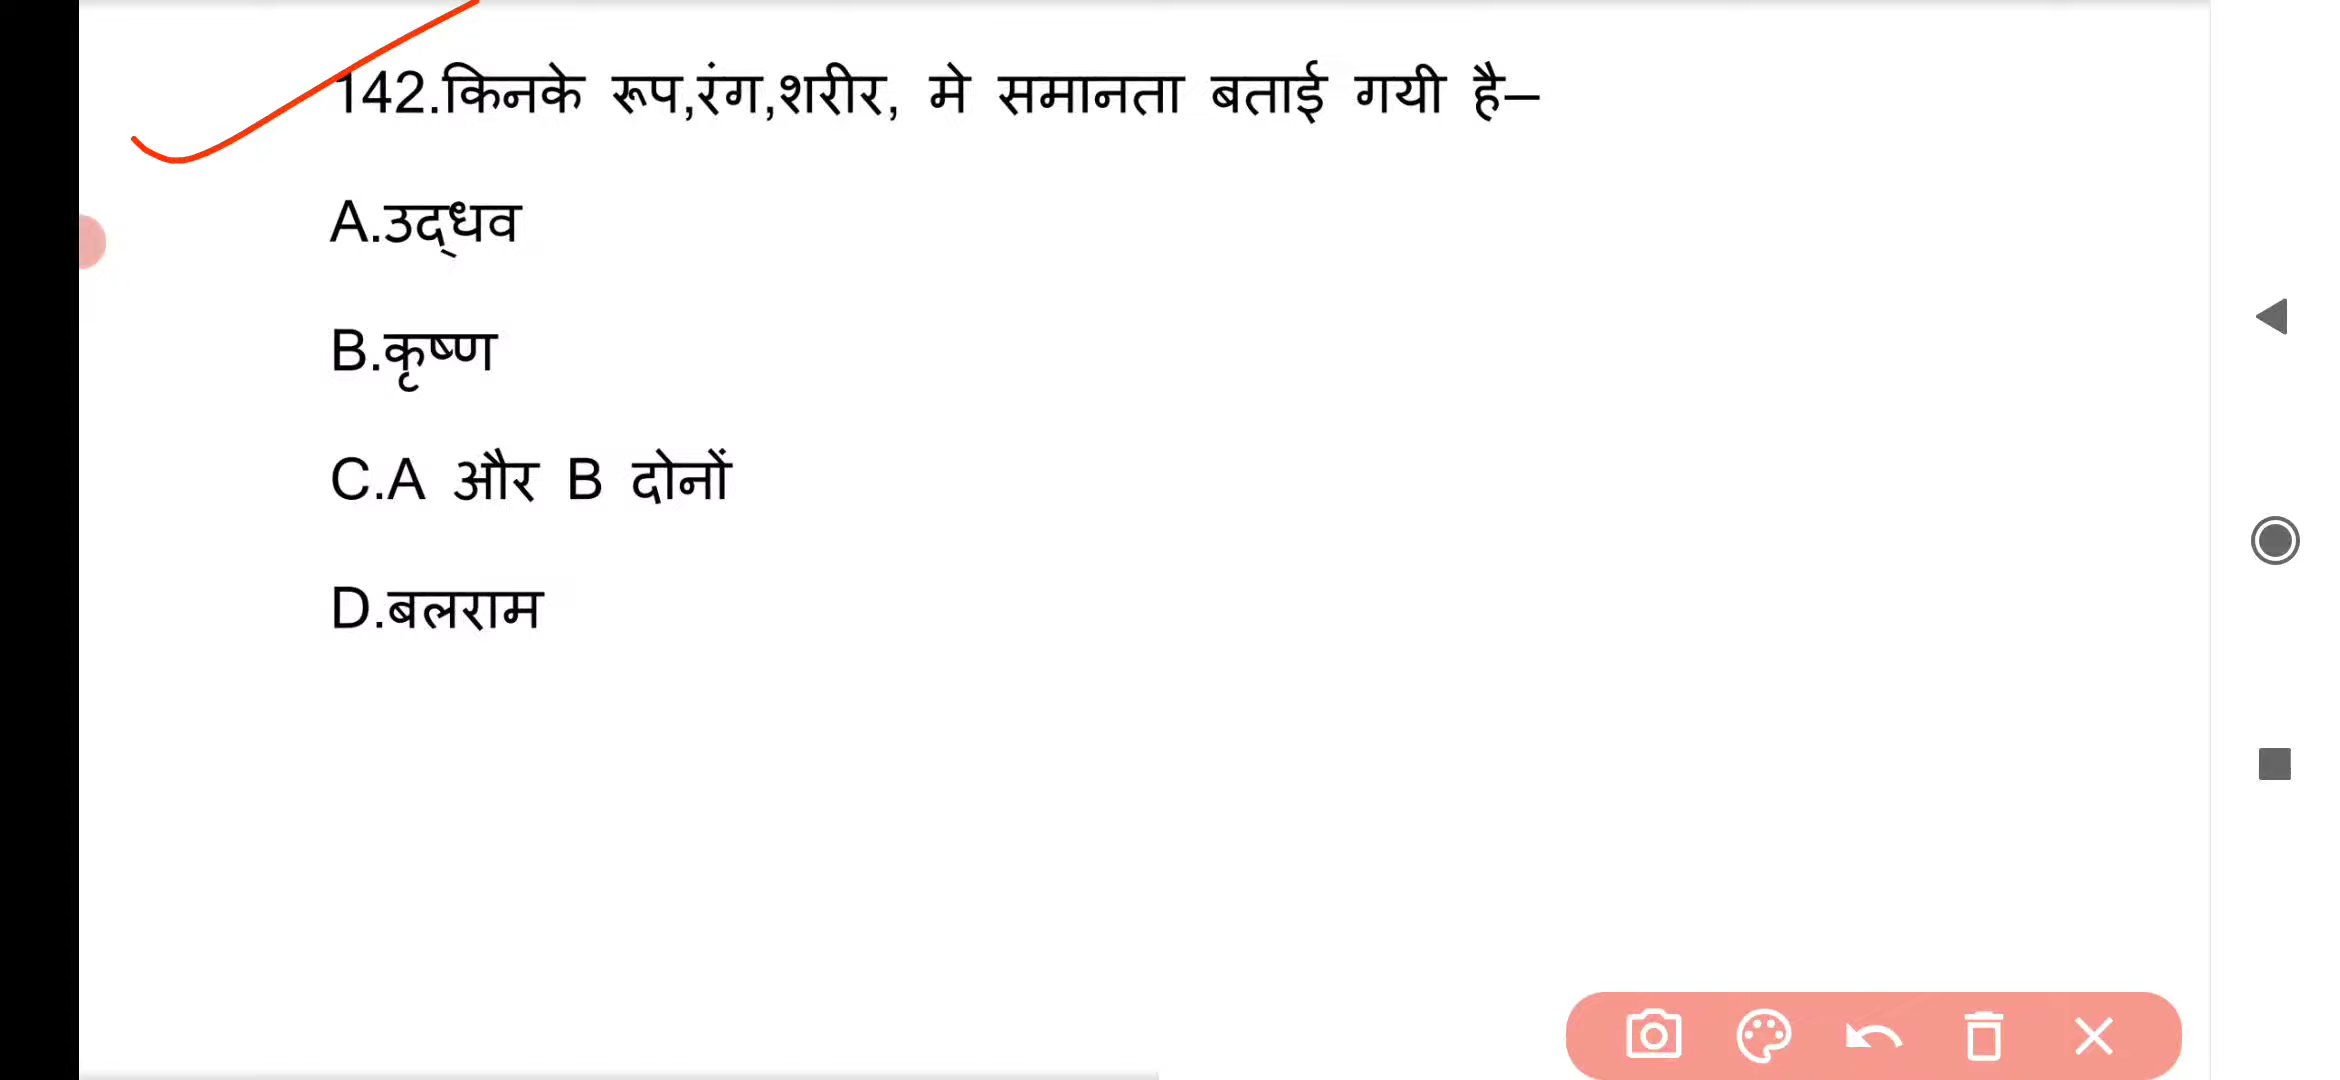 142.किनके रूप,रंग,शरीर, मे समानता बताई गयी है–
A.उद्धव
B.कृष्ण
C.A और B दोनों
D.बलराम